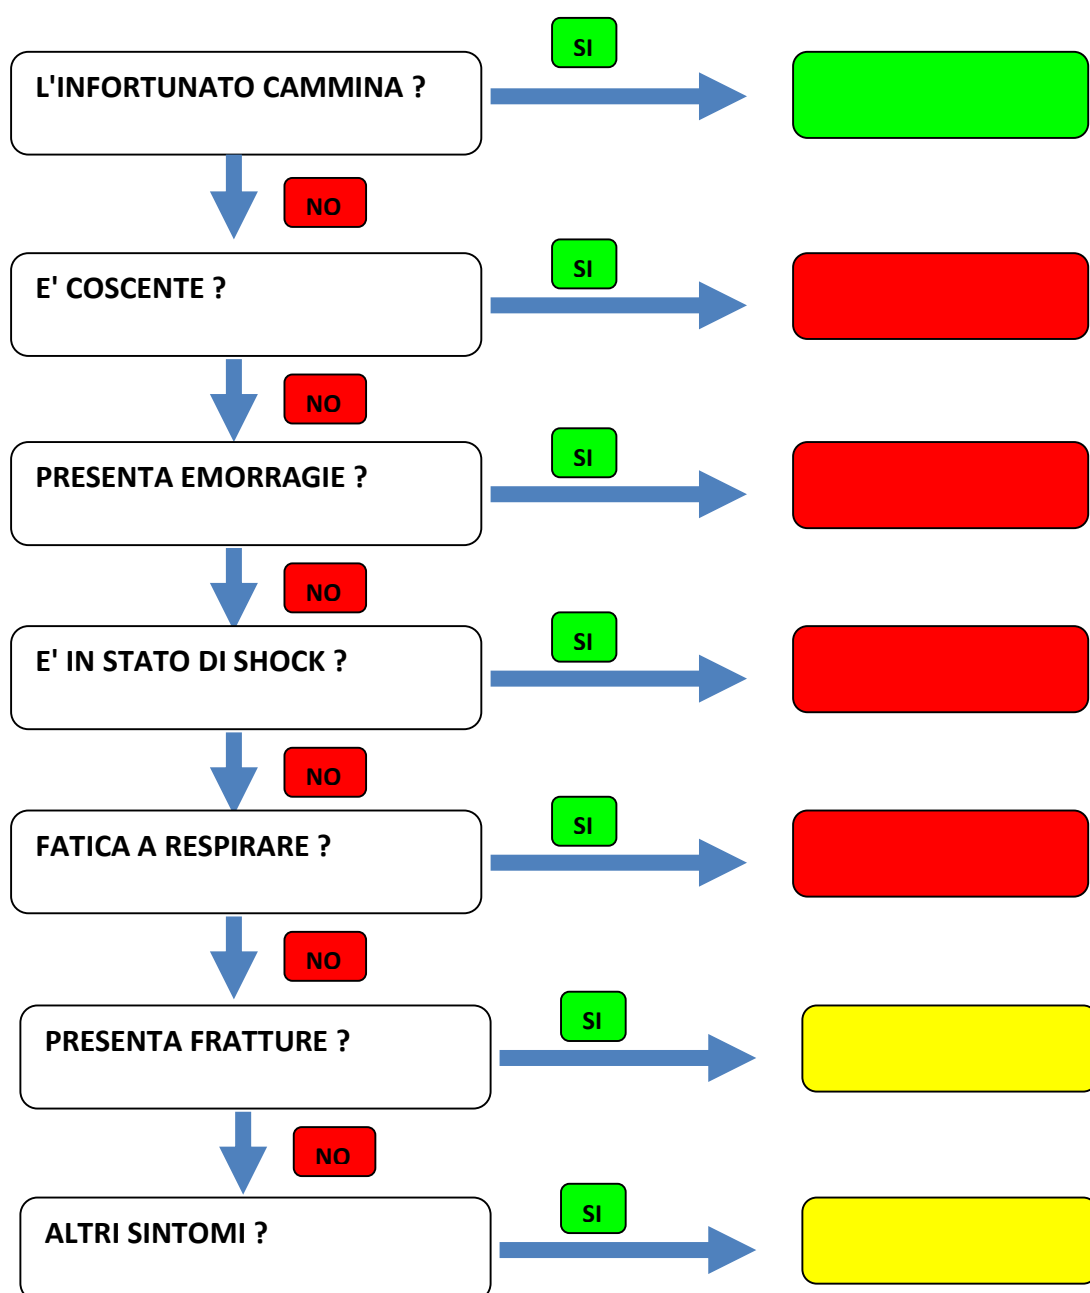 SI
L'INFORTUNATO CAMMINA ?
NO
SI
E' COSCENTE ?
NO
SI
PRESENTA EMORRAGIE ?
NO
SI
E' IN STATO DI SHOCK ?
NO
SI
FATICA A RESPIRARE ?
NO
SI
PRESENTA FRATTURE ?
NO
SI
ALTRI SINTOMI ?